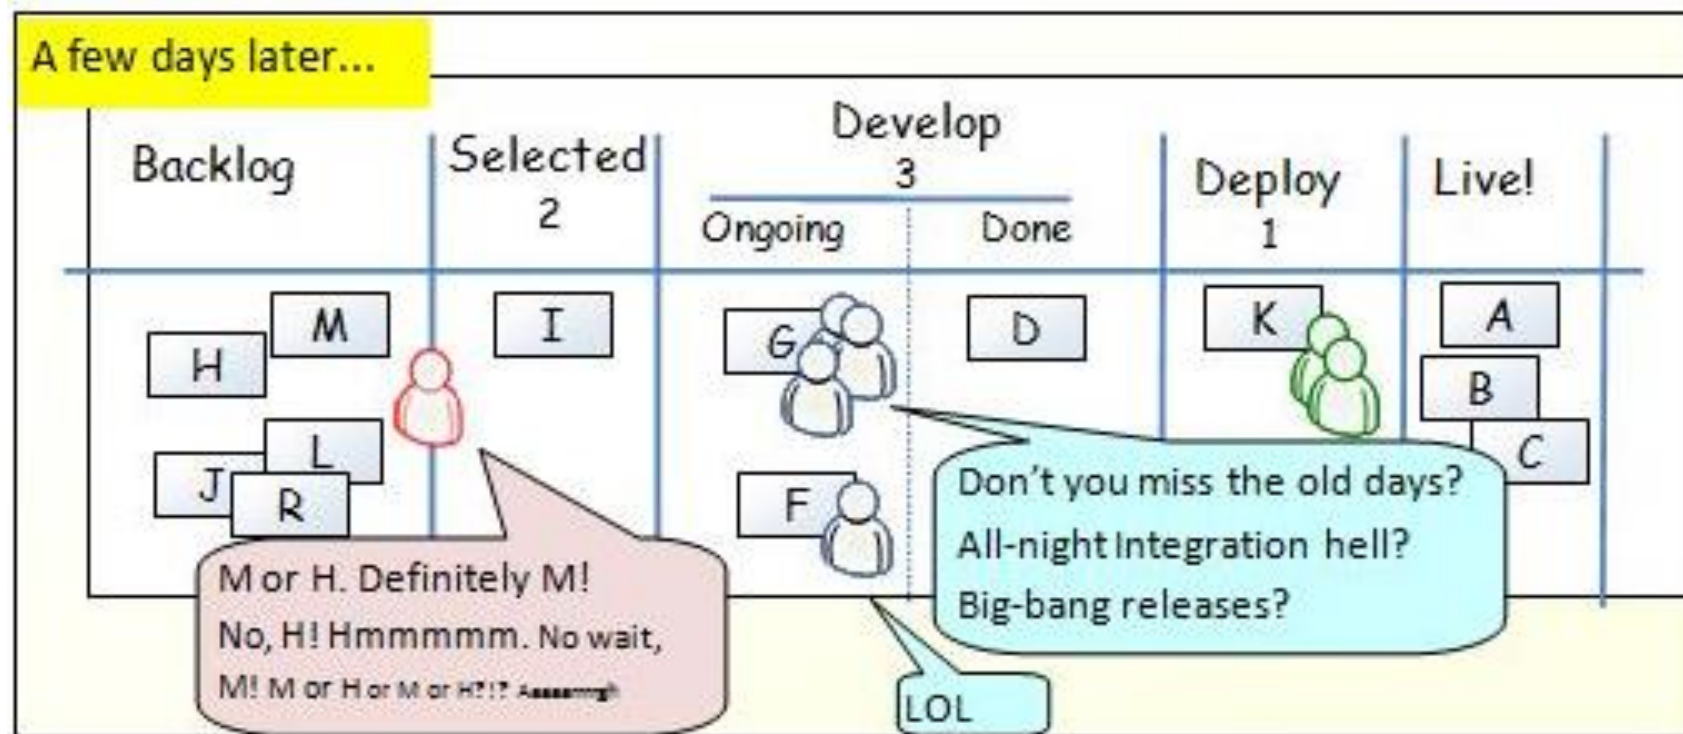 A few days later...
Backlog
Selected
2
Develop
3
Ongoing
Done
Deploy
1
Live!
M
H
J
L
R
I
G
F
D
K
A
B
C
M or H. Definitely M!
No, H! Hmmmmm. No wait,
M! M or H or M or H?!?
Don't you miss the old days?
All-night Integration hell?
Big-bang releases?
LOL